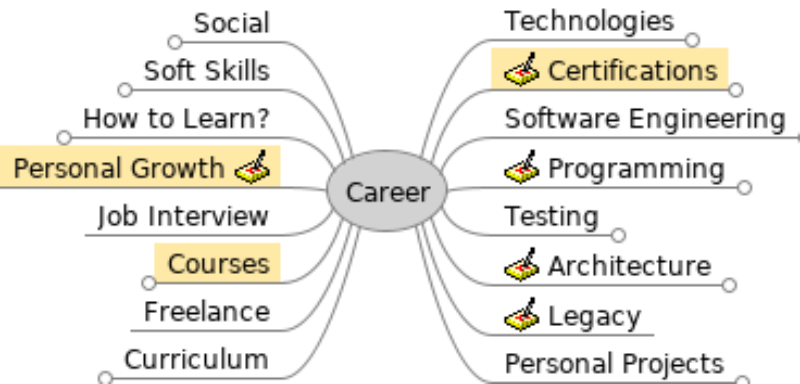 Social
Soft Skills
How to Learn?
Personal Growth
Job Interview
Courses
Freelance
Curriculum
Career
Technologies
Certifications
Software Engineering
Programming
Testing
Architecture
Legacy
Personal Projects